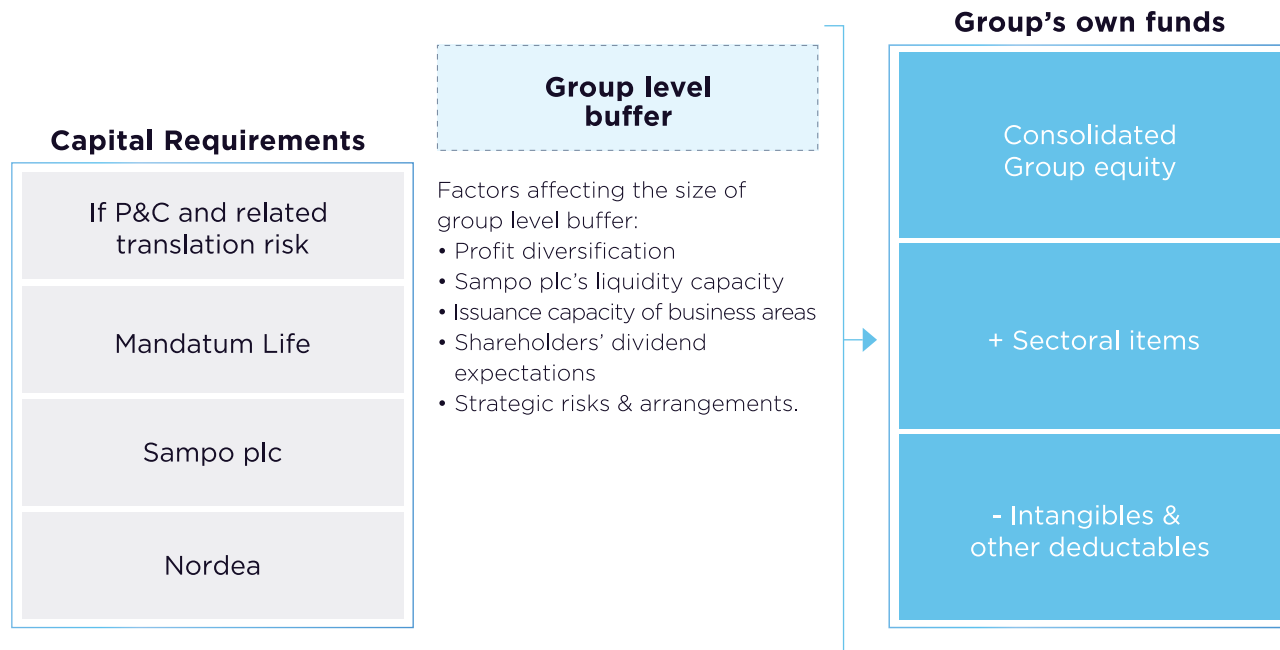 Capital Requirements
If P&C and related
translation risk
Mandatum Life
Sampo plc
Nordea
Group level
buffer
Factors affecting the size of
group level buffer:
• Profit diversification
• Sampo plc’s liquidity capacity
• Issuance capacity of business areas
• Shareholders’ dividend
expectations
• Strategic risks & arrangements.
Group’s own funds
Consolidated
Group equity
+ Sectoral items
- Intangibles &
other deductables